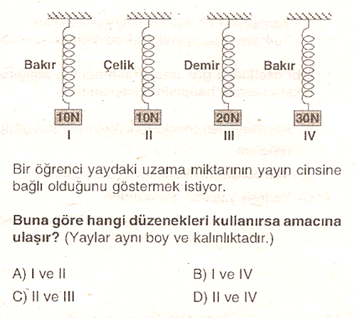 Bakır Çelik Demir Bakır
10N 10N 20N 30N
I II III IV
Bir öğrenci yaydaki uzama miktarının yayın cinsine
bağlı olduğunu göstermek istiyor.
Buna göre hangi düzenekleri kullanırsa amacına
ulaşır? (Yaylar aynı boy ve kalınlıktadır.)
A) I ve II B) I ve IV
C) II ve III D) II ve IV